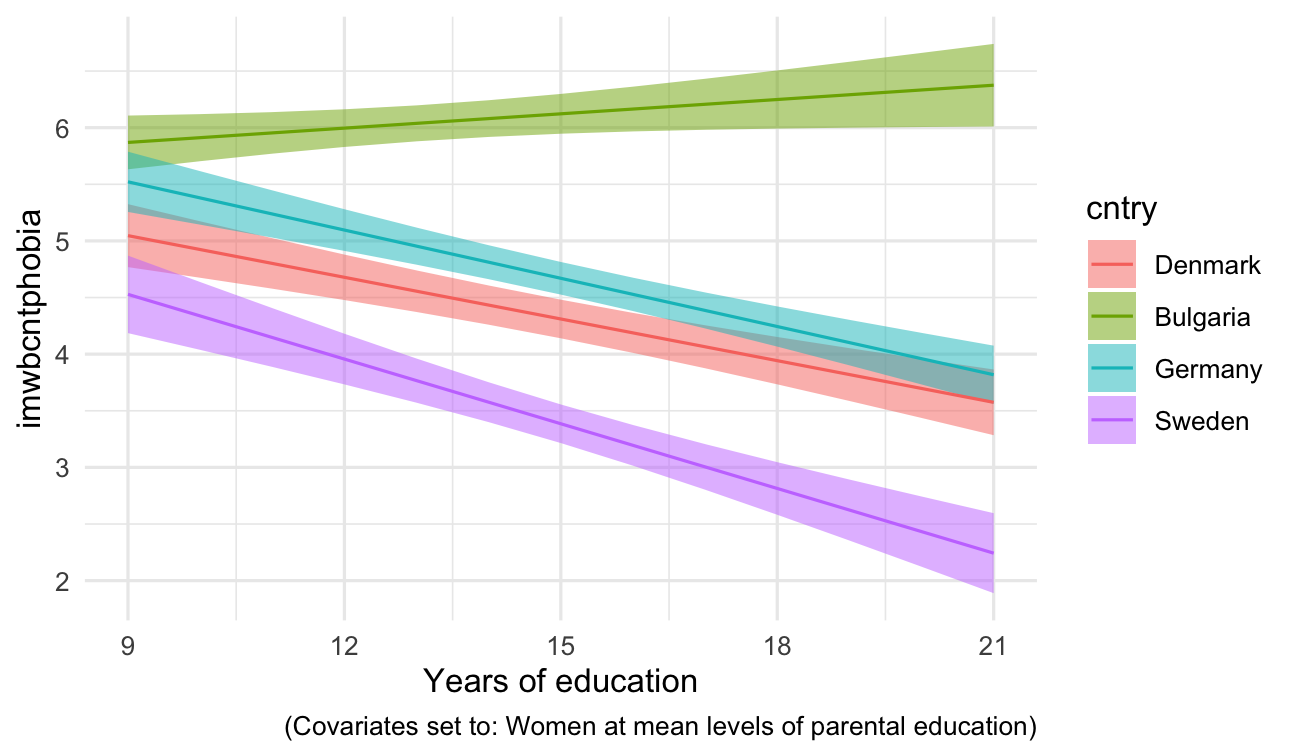 imwbcntphobia
6
5
4
3
2
9 12 15 18 21
Years of education
(Covariates set to: Women at mean levels of parental education)
cntry
Denmark
Bulgaria
Germany
Sweden